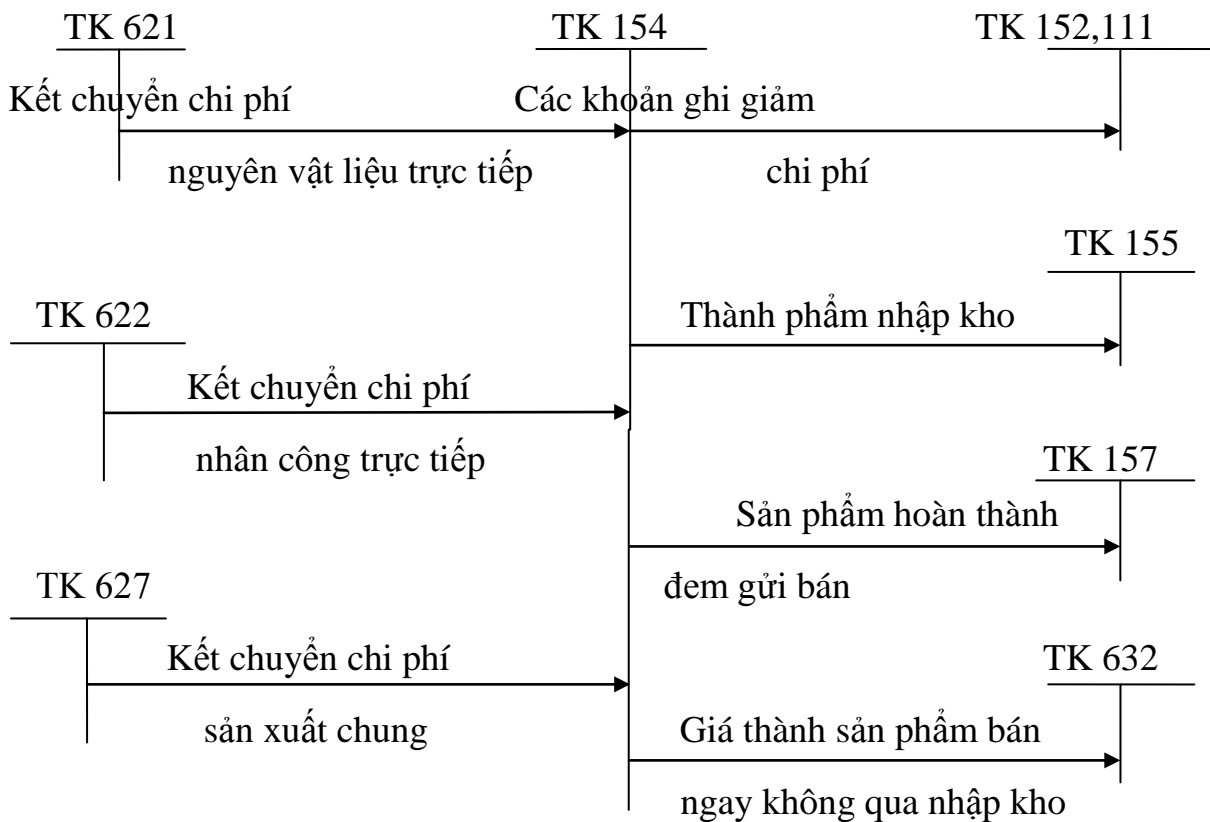 TK 621 TK 154 TK 152,111
Kết chuyển chi phí Các khoản ghi giảm
nguyên vật liệu trực tiếp chi phí
TK 155
TK 622 Thành phẩm nhập kho
Kết chuyển chi phí
nhân công trực tiếp TK 157
Sản phẩm hoàn thành
TK 627 đem gửi bán
Kết chuyển chi phí TK 632
sản xuất chung Giá thành sản phẩm bán
ngay không qua nhập kho